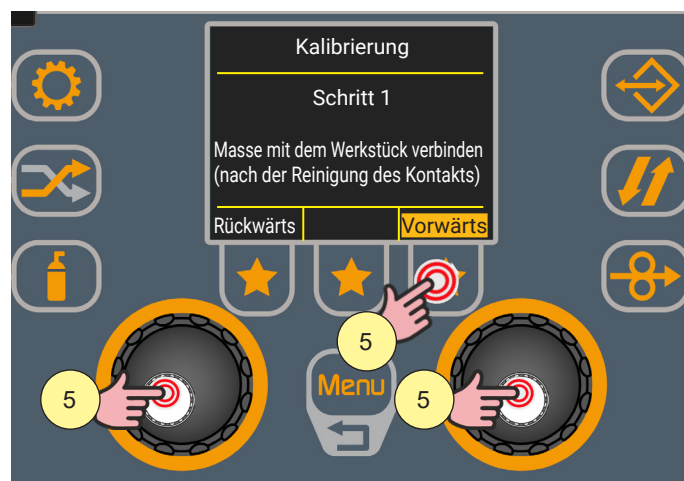 Kalibrierung
Schritt 1
Masse mit dem Werkstück verbinden
(nach der Reinigung des Kontakts)
Rückwärts Vorwärts
5
Menu
5
5